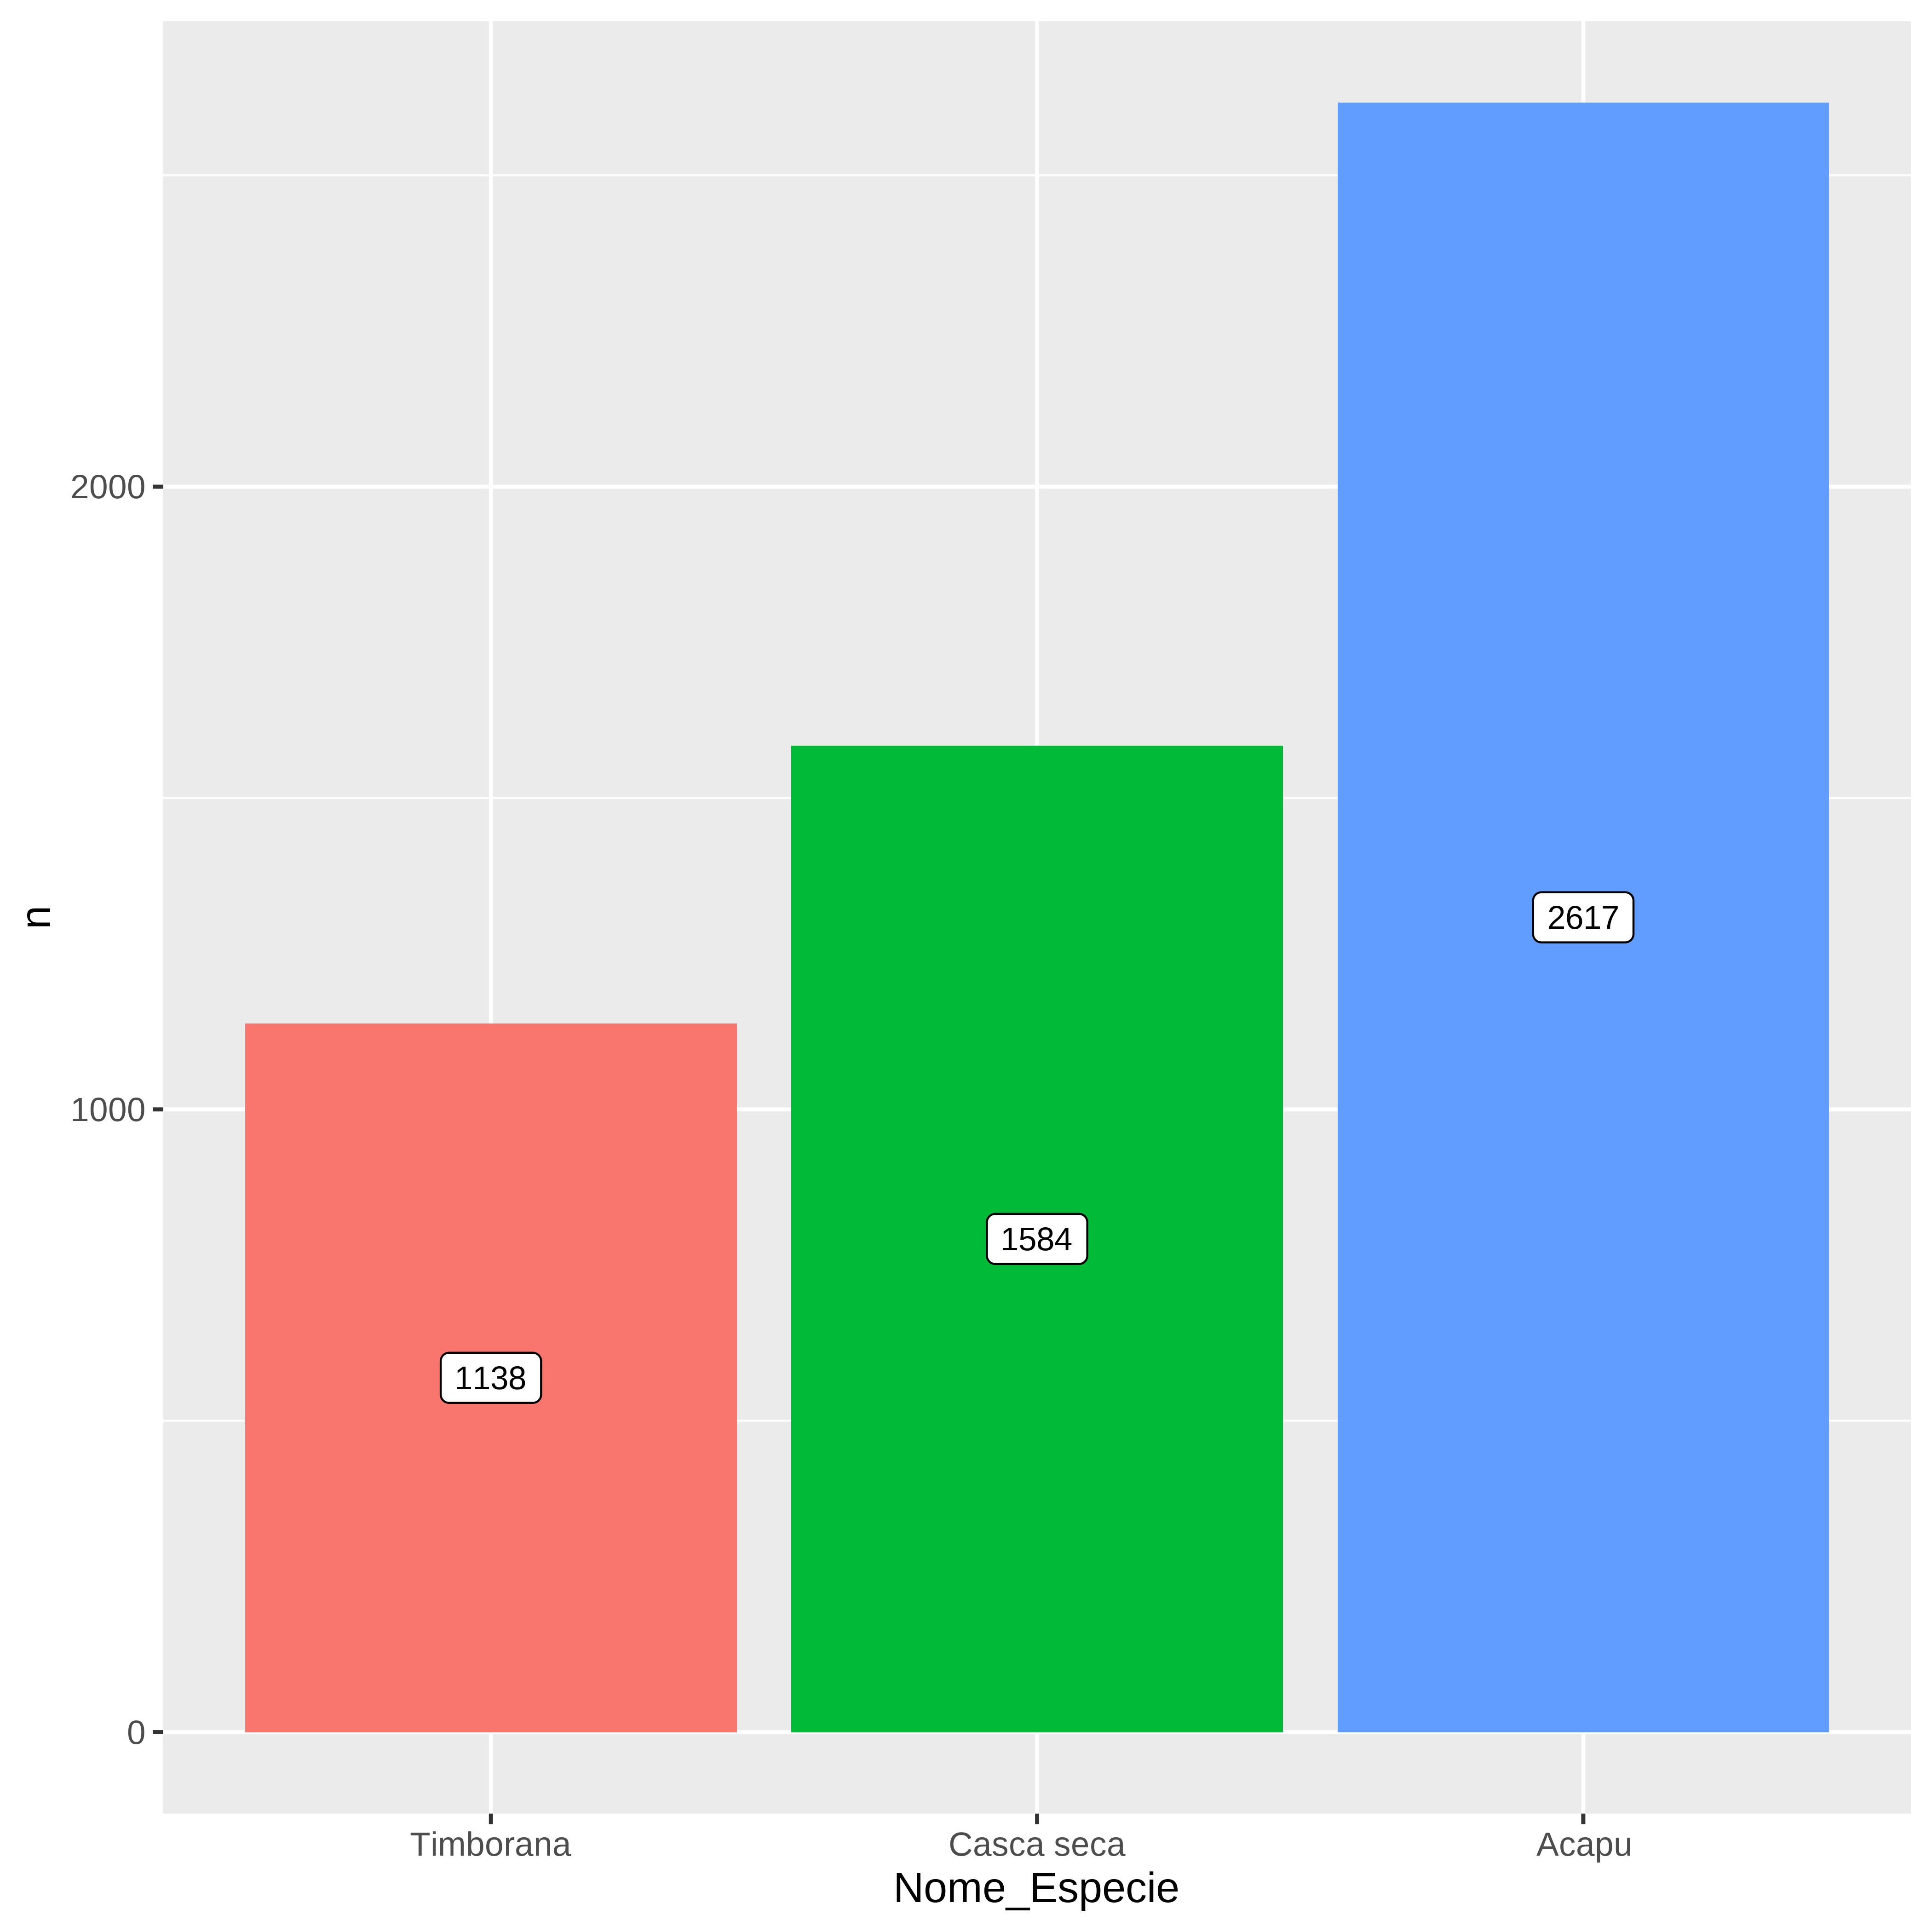 2000
1000
0
n
2617
1584
1138
Timborana
Casca seca
Acapu
Nome_Especie